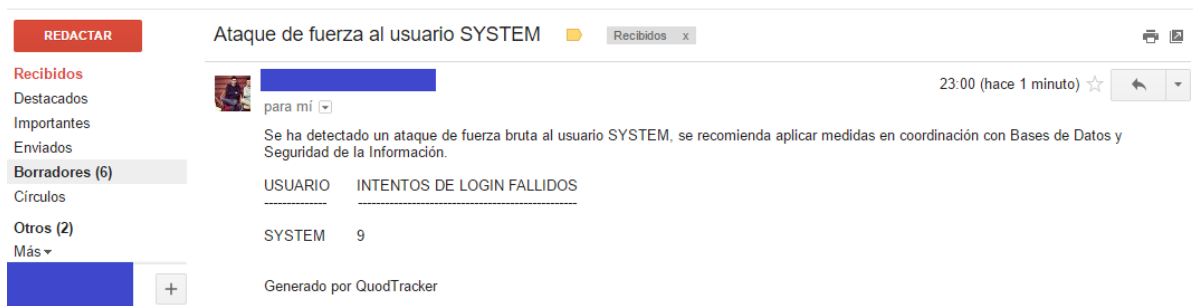 REDACTAR
Ataque de fuerza al usuario SYSTEM
Recibidos x
Recibidos
Destacados
Importantes
Enviados
Borradores (6)
Círculos
Otros (2)
Más
23:00 (hace 1 minuto)
para mí
Se ha detectado un ataque de fuerza bruta al usuario SYSTEM, se recomienda aplicar medidas en coordinación con Bases de Datos y
Seguridad de la Información.
USUARIO INTENTOS DE LOGIN FALLIDOS
-------------- --------------------------------------------------
SYSTEM 9
Generado por QuodTracker